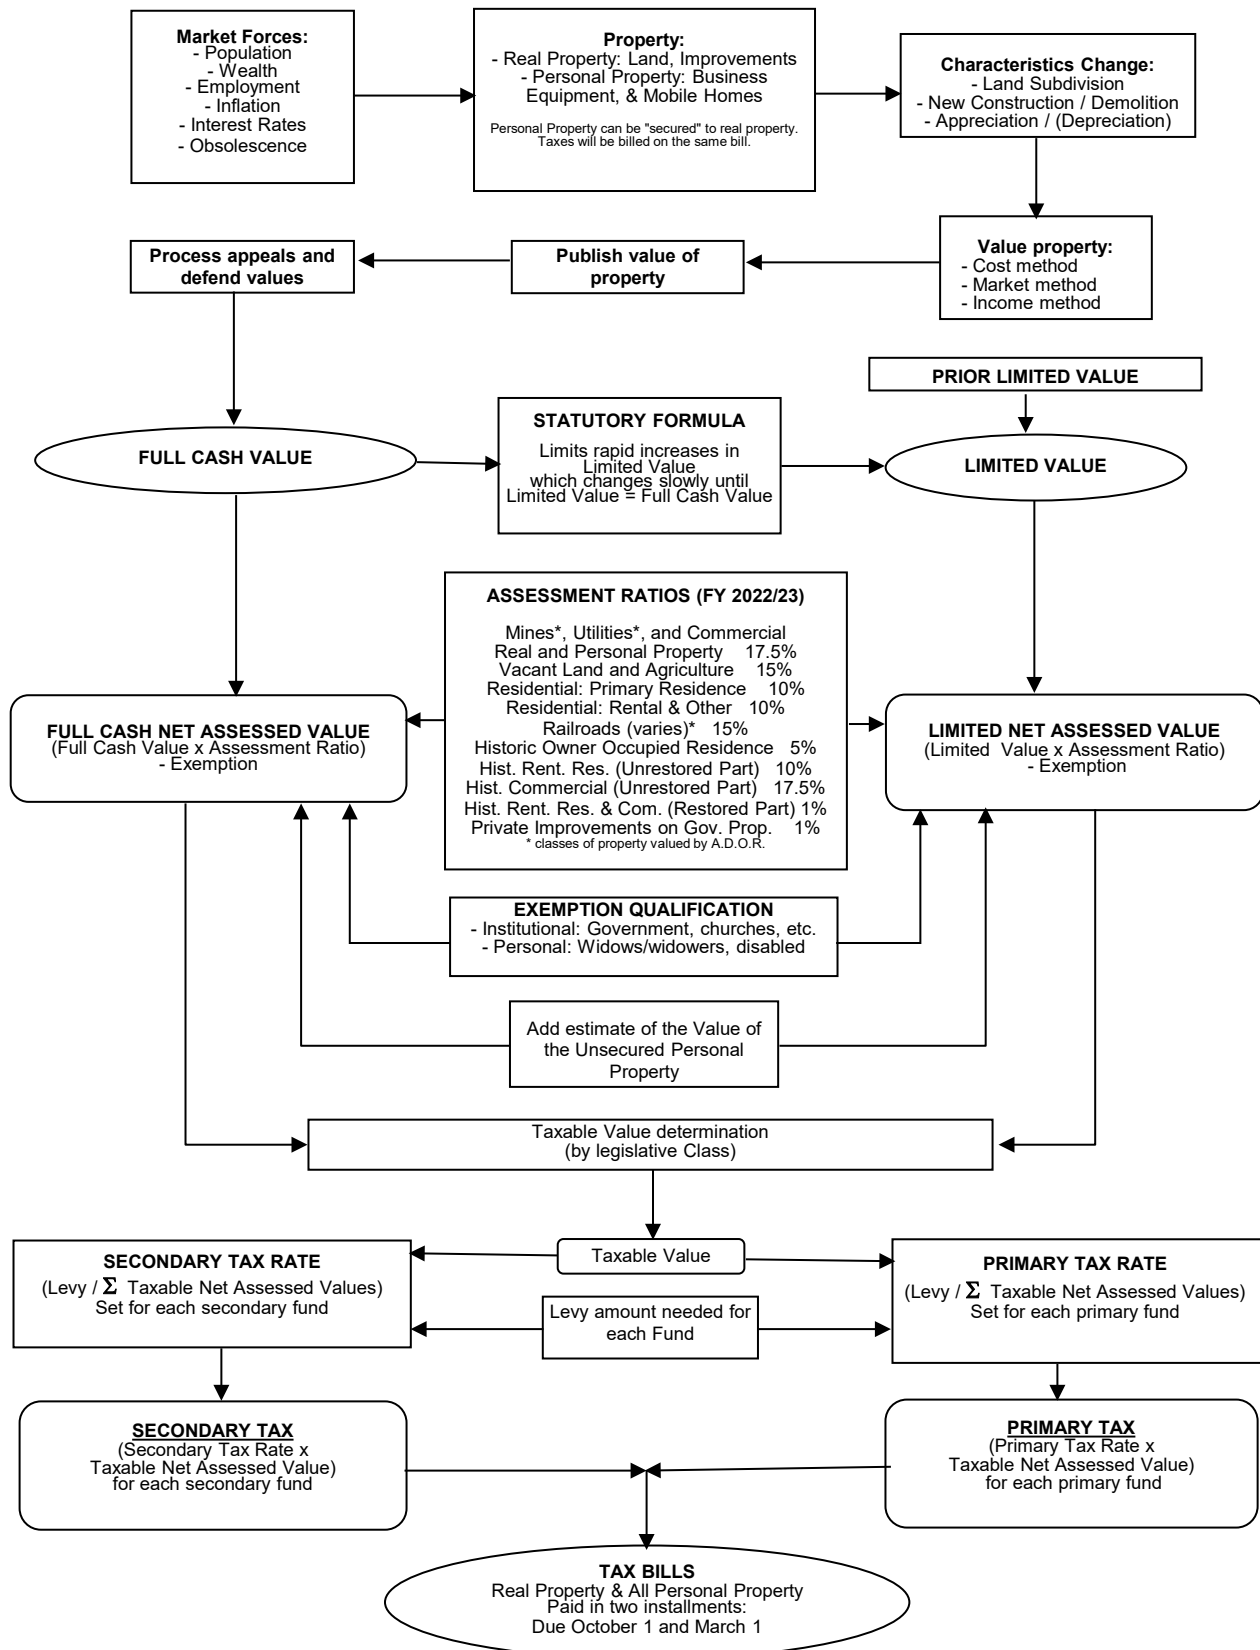 Market Forces:
- Population
- Wealth
- Employment
- Inflation
- Interest Rates
- Obsolescence
Property:
- Real Property: Land, Improvements
- Personal Property: Business
Equipment, & Mobile Homes
Personal Property can be "secured" to real property.
Taxes will be billed on the same bill.
Characteristics Change:
- Land Subdivision
- New Construction / Demolition
- Appreciation / (Depreciation)
Process appeals and
defend values
Publish value of
property
Value property:
- Cost method
- Market method
- Income method
PRIOR LIMITED VALUE
FULL CASH VALUE
STATUTORY FORMULA
Limits rapid increases in
Limited Value
which changes slowly until
Limited Value = Full Cash Value
LIMITED VALUE
ASSESSMENT RATIOS (FY 2022/23)
Mines*, Utilities*, and Commercial
Real and Personal Property 17.5%
Vacant Land and Agriculture 15%
Residential: Primary Residence 10%
Residential: Rental & Other 10%
Railroads (varies)* 15%
Historic Owner Occupied Residence 5%
Hist. Rent. Res. (Unrestored Part) 10%
Hist. Commercial (Unrestored Part) 17.5%
Hist. Rent. Res. & Com. (Restored Part) 1%
Private Improvements on Gov. Prop. 1%
* classes of property valued by A.D.O.R.
FULL CASH NET ASSESSED VALUE
(Full Cash Value x Assessment Ratio)
- Exemption
LIMITED NET ASSESSED VALUE
(Limited Value x Assessment Ratio)
- Exemption
EXEMPTION QUALIFICATION
- Institutional: Government, churches, etc.
- Personal: Widows/widowers, disabled
Add estimate of the Value of
the Unsecured Personal
Property
Taxable Value determination
(by legislative Class)
SECONDARY TAX RATE
(Levy / Σ Taxable Net Assessed Values)
Set for each secondary fund
Taxable Value
PRIMARY TAX RATE
(Levy / Σ Taxable Net Assessed Values)
Set for each primary fund
Levy amount needed for
each Fund
SECONDARY TAX
(Secondary Tax Rate x
Taxable Net Assessed Value)
for each secondary fund
PRIMARY TAX
(Primary Tax Rate x
Taxable Net Assessed Value)
for each primary fund
TAX BILLS
Real Property & All Personal Property
Paid in two installments:
Due October 1 and March 1